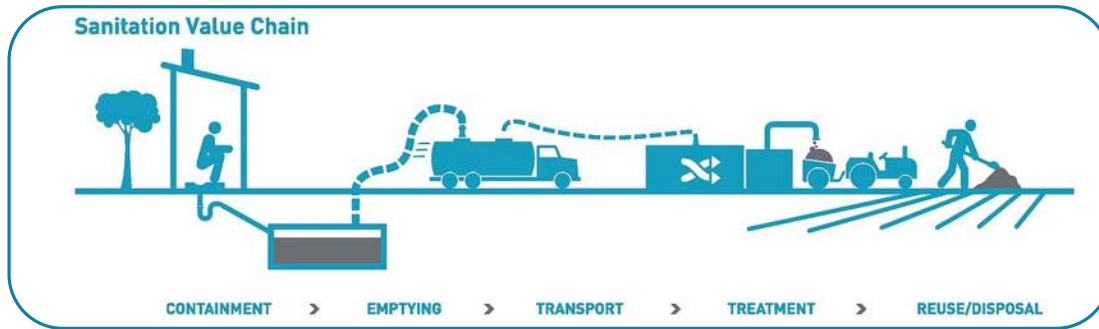 Sanitation Value Chain
CONTAINMENT > EMPTYING > TRANSPORT > TREATMENT > REUSE/DISPOSAL